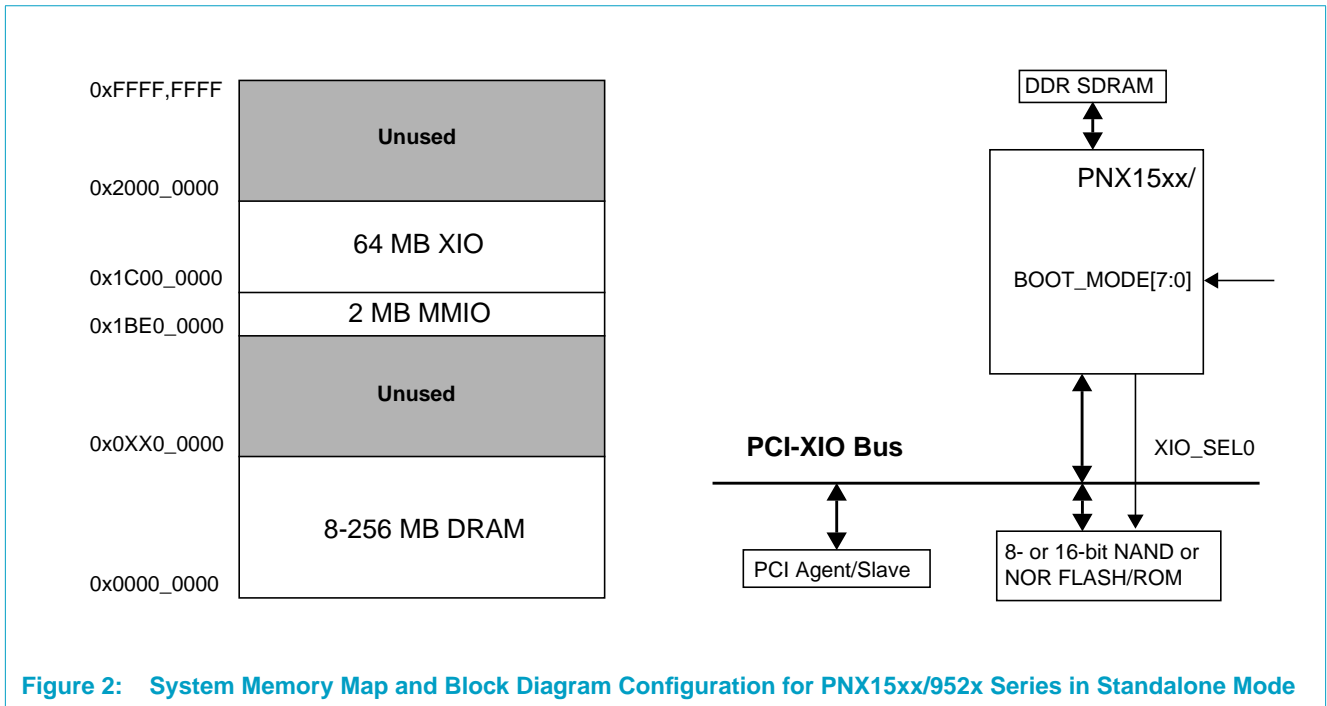 0xFFFF,FFFF
Unused
0x2000_0000
64 MB XIO
0x1C00_0000
2 MB MMIO
0x1BE0_0000
Unused
0x0XX0_0000
8-256 MB DRAM
0x0000_0000
DDR SDRAM
PNX15xx/
BOOT_MODE[7:0]
PCI-XIO Bus
XIO_SEL0
PCI Agent/Slave
8- or 16-bit NAND or
NOR FLASH/ROM
Figure 2: System Memory Map and Block Diagram Configuration for PNX15xx/952x Series in Standalone Mode